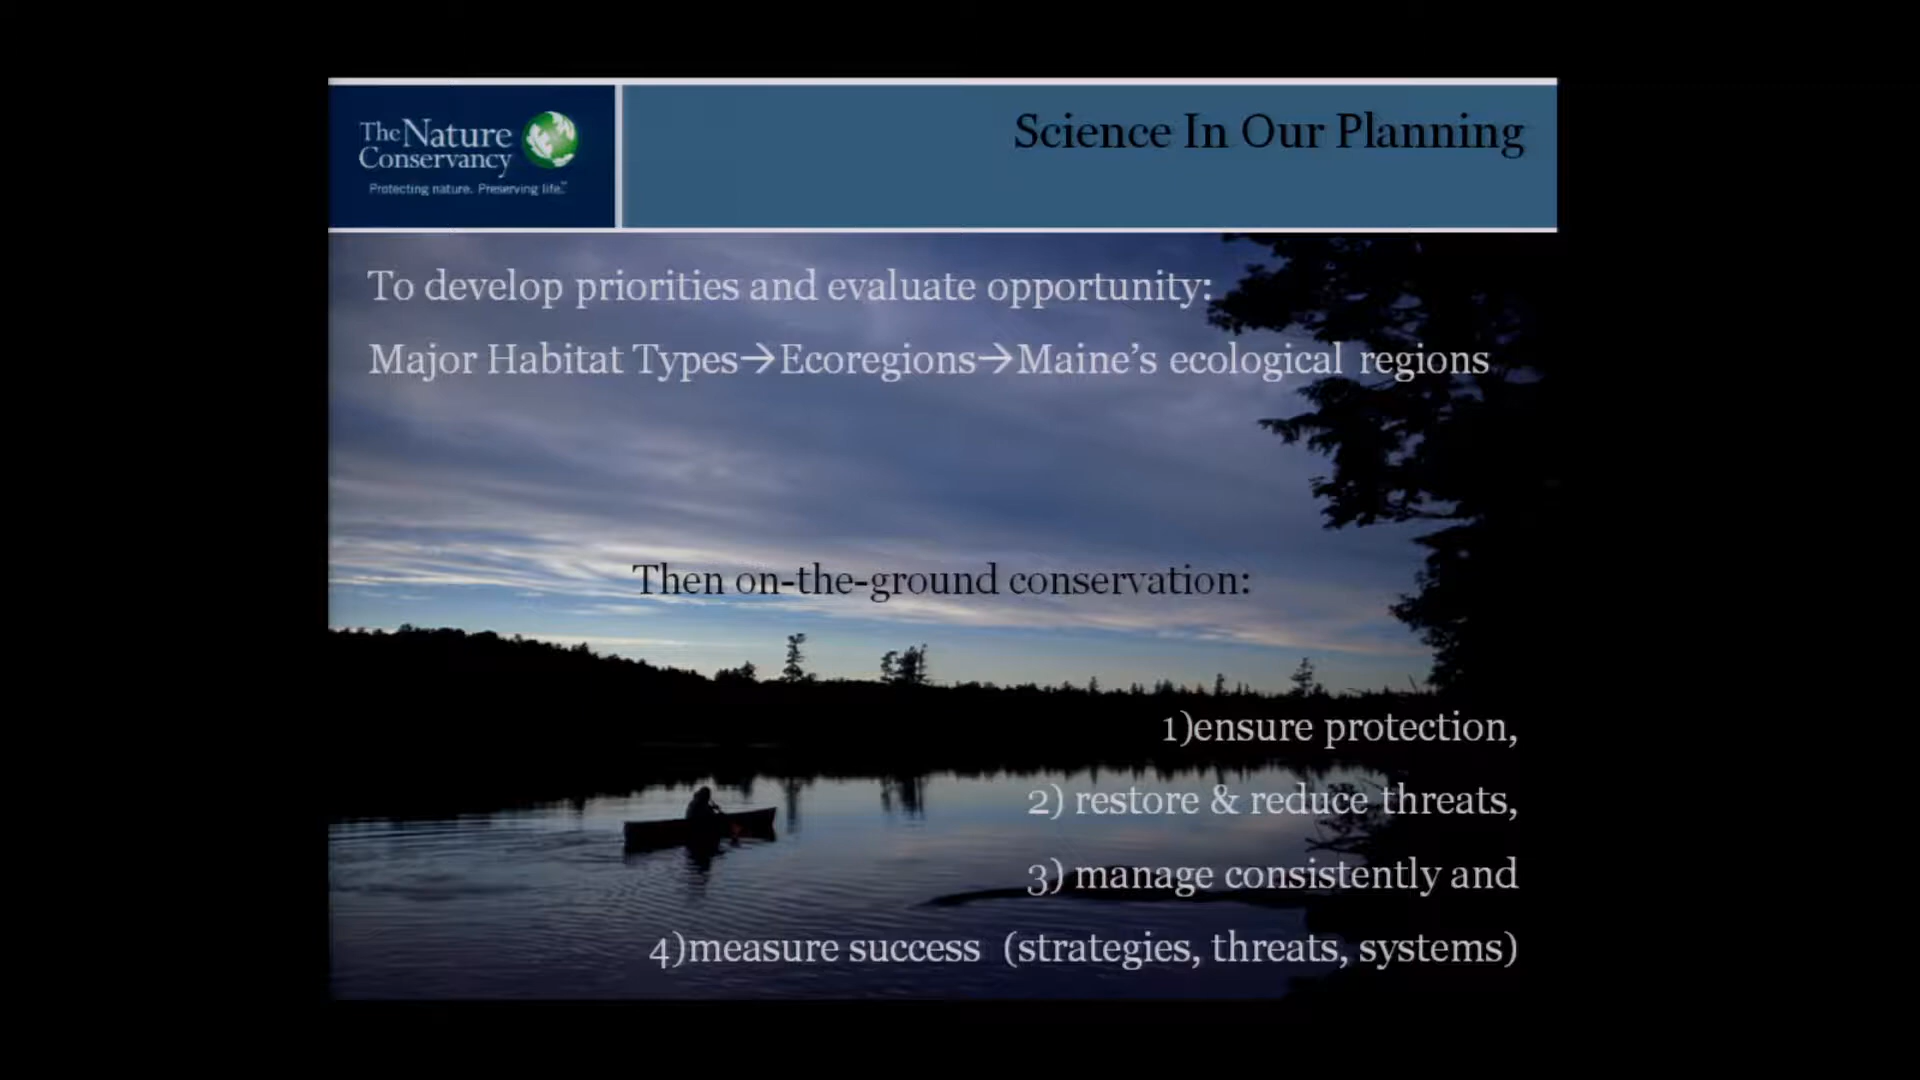 The Nature
Conservancy
Protecting nature. Preserving life.™
Science In Our Planning
To develop priorities and evaluate opportunity:
Major Habitat Types→Ecoregions→Maine’s ecological regions
Then on-the-ground conservation:
1)ensure protection,
2) restore & reduce threats,
3) manage consistently and
4)measure success (strategies, threats, systems)